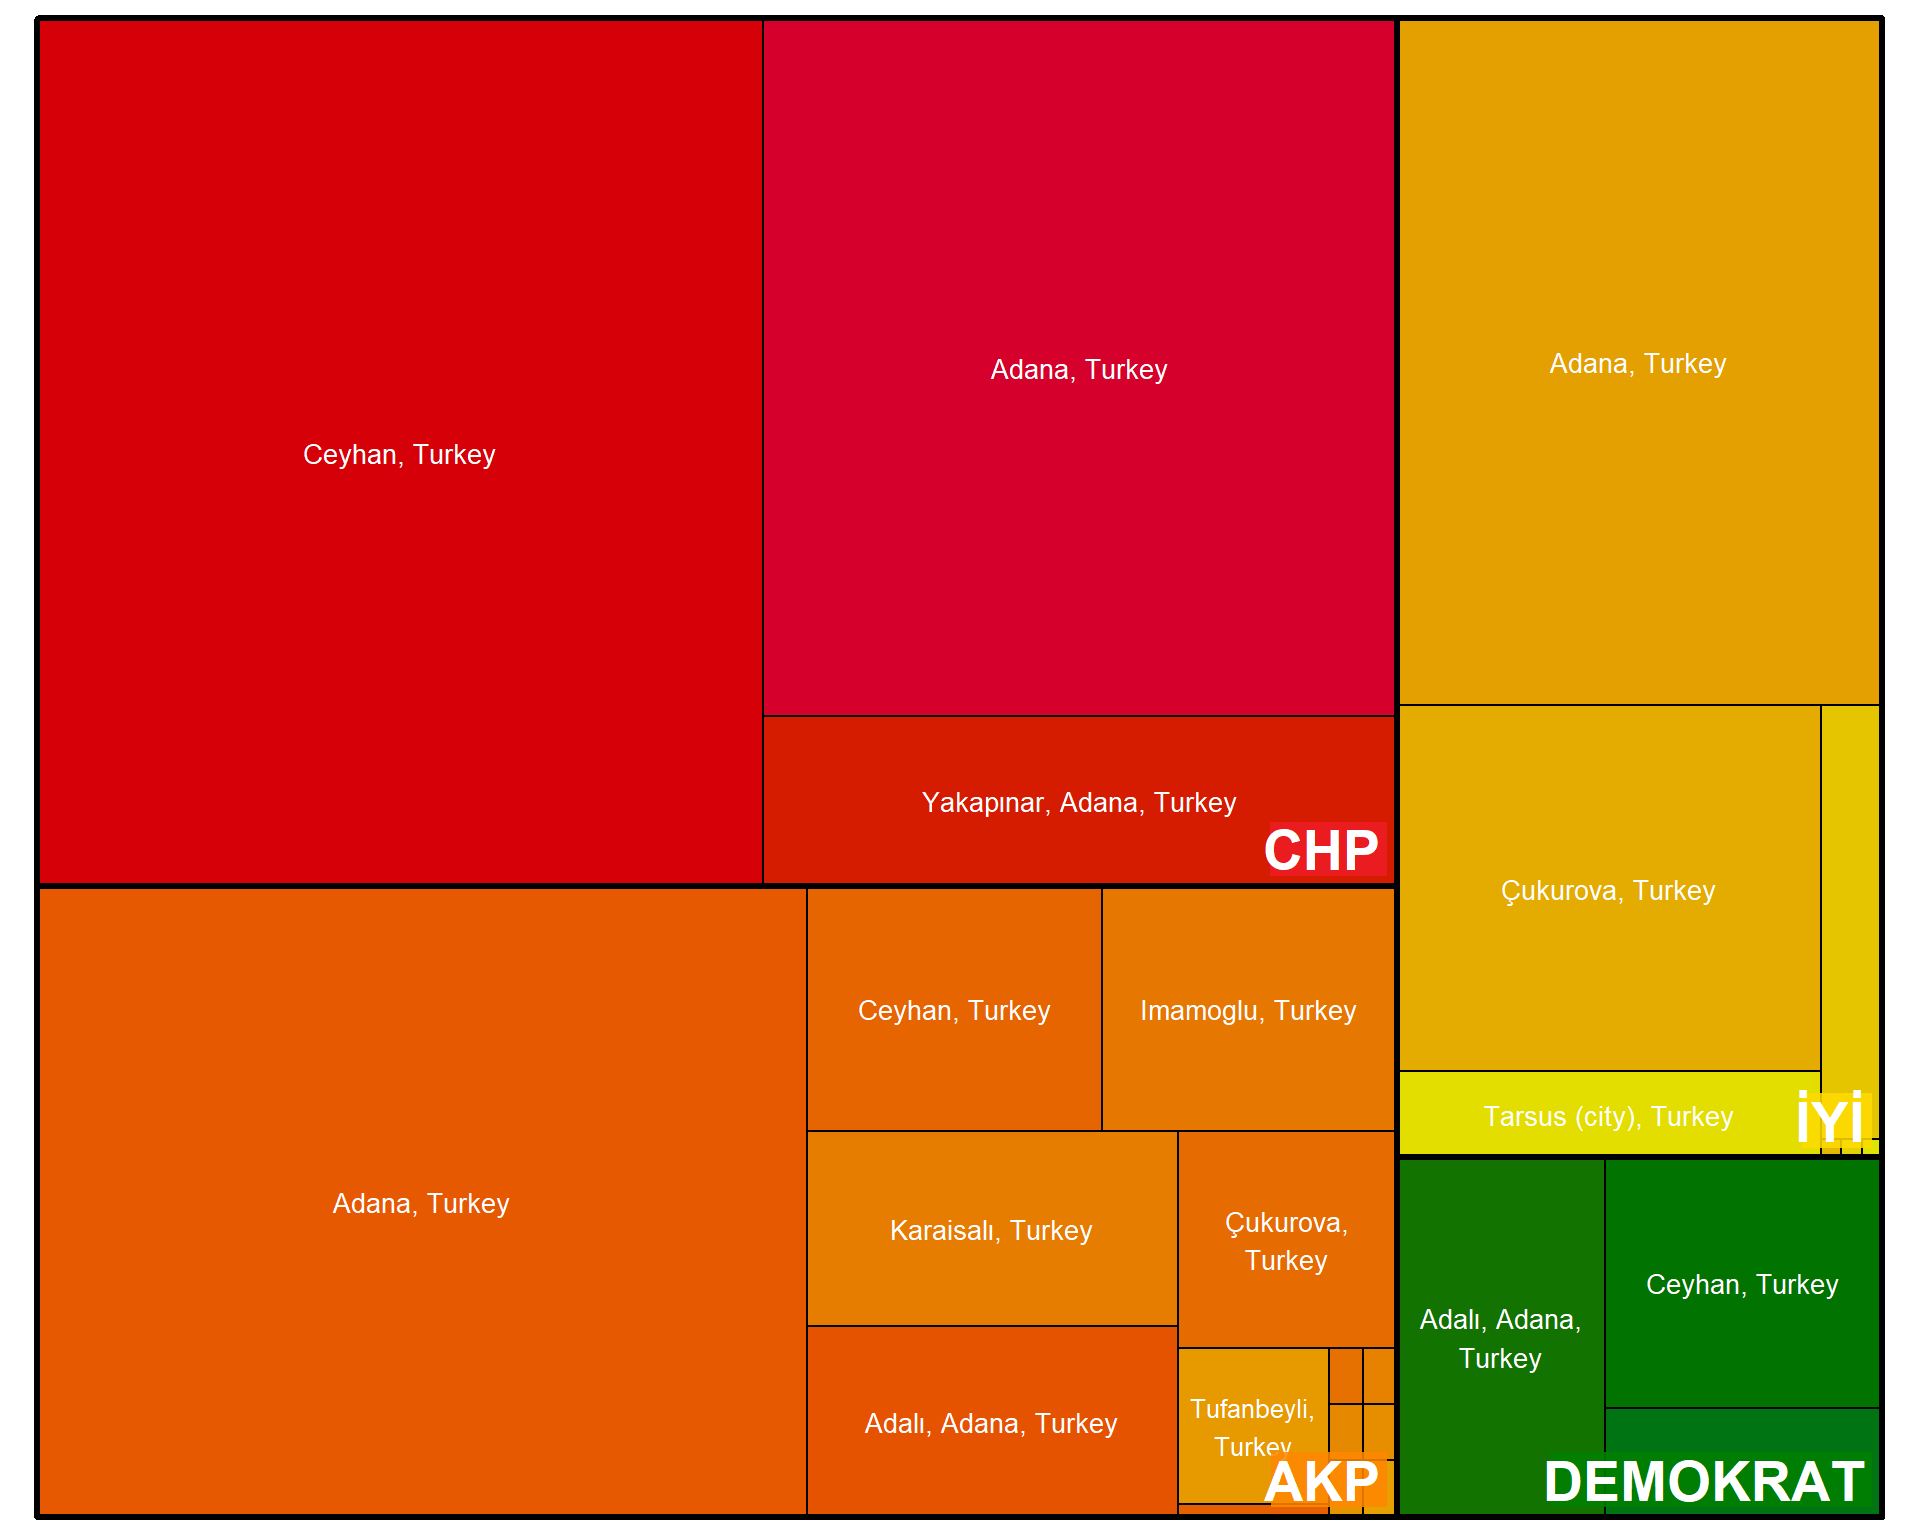 Ceyhan, Turkey
Adana, Turkey
Yakapınar, Adana, Turkey
CHP
Adana, Turkey
Çukurova, Turkey
Tarsus (city), Turkey
İYİ
Adana, Turkey
Ceyhan, Turkey
Imamoglu, Turkey
Karaisalı, Turkey
Çukurova,
Turkey
Adalı, Adana, Turkey
Tufanbeyli,
Turkey
AKP
Adalı, Adana,
Turkey
Ceyhan, Turkey
DEMOKRAT